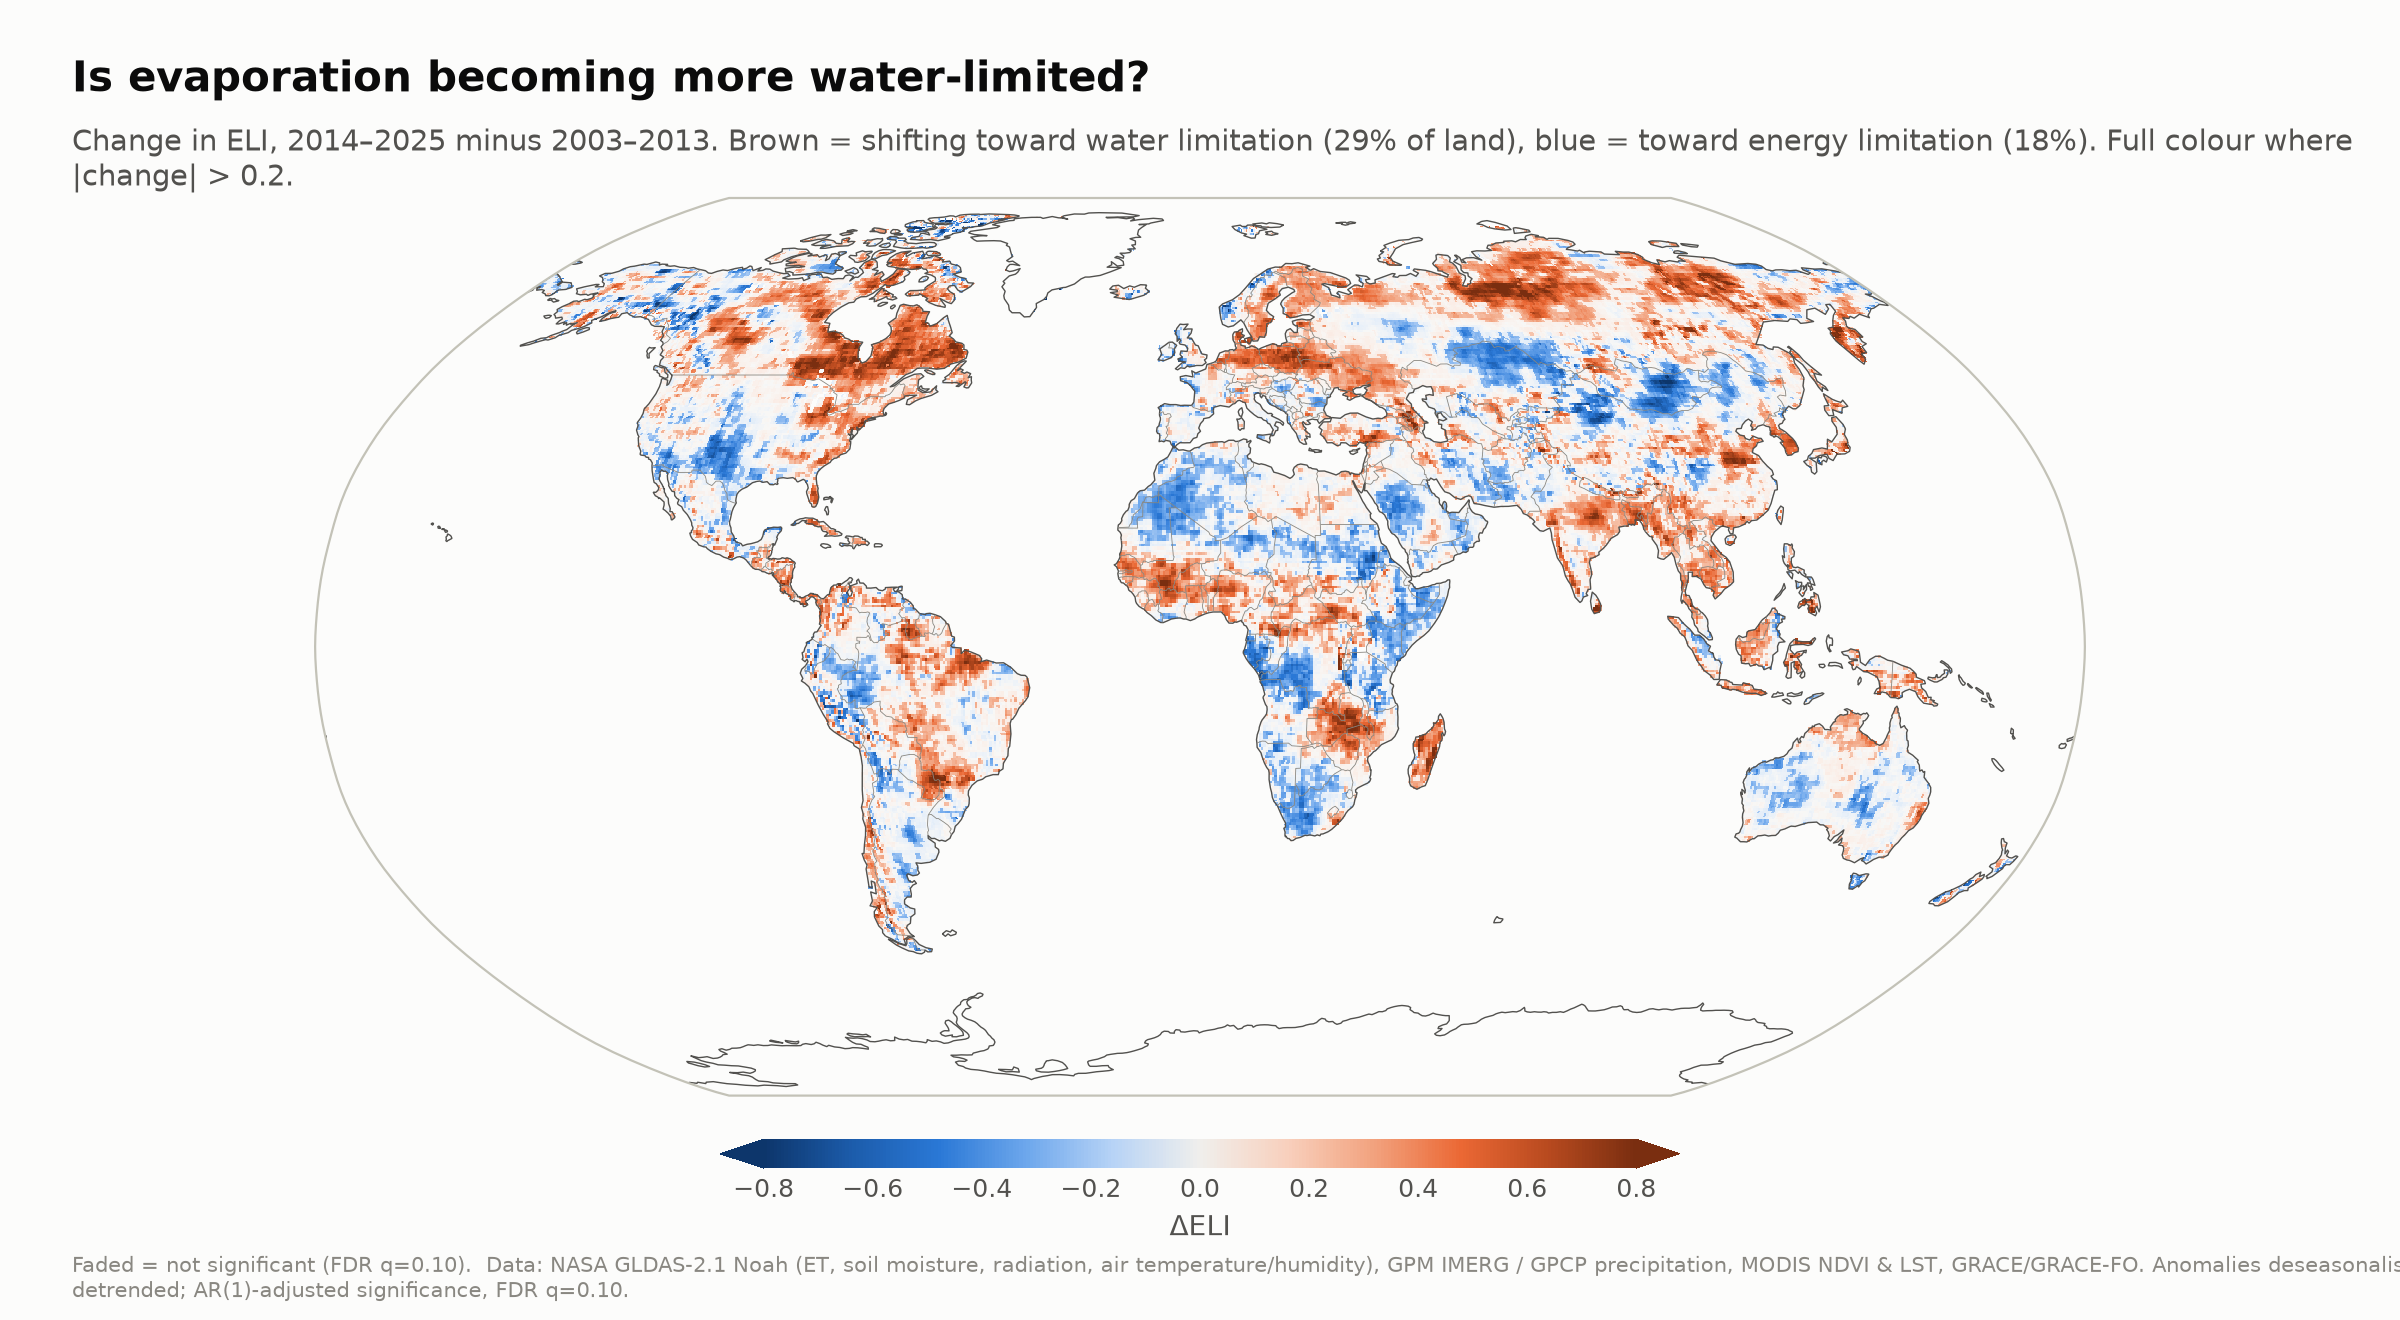 Is evaporation becoming more water-limited?
Change in ELI, 2014–2025 minus 2003–2013. Brown = shifting toward water limitation (29% of land), blue = toward energy limitation (18%). Full colour where
|change| > 0.2.
−0.8 −0.6 −0.4 −0.2 0.0 0.2 0.4 0.6 0.8
ΔELI
Faded = not significant (FDR q=0.10).  Data: NASA GLDAS-2.1 Noah (ET, soil moisture, radiation, air temperature/humidity), GPM IMERG / GPCP precipitation, MODIS NDVI & LST, GRACE/GRACE-FO. Anomalies deseasonalis
detrended; AR(1)-adjusted significance, FDR q=0.10.